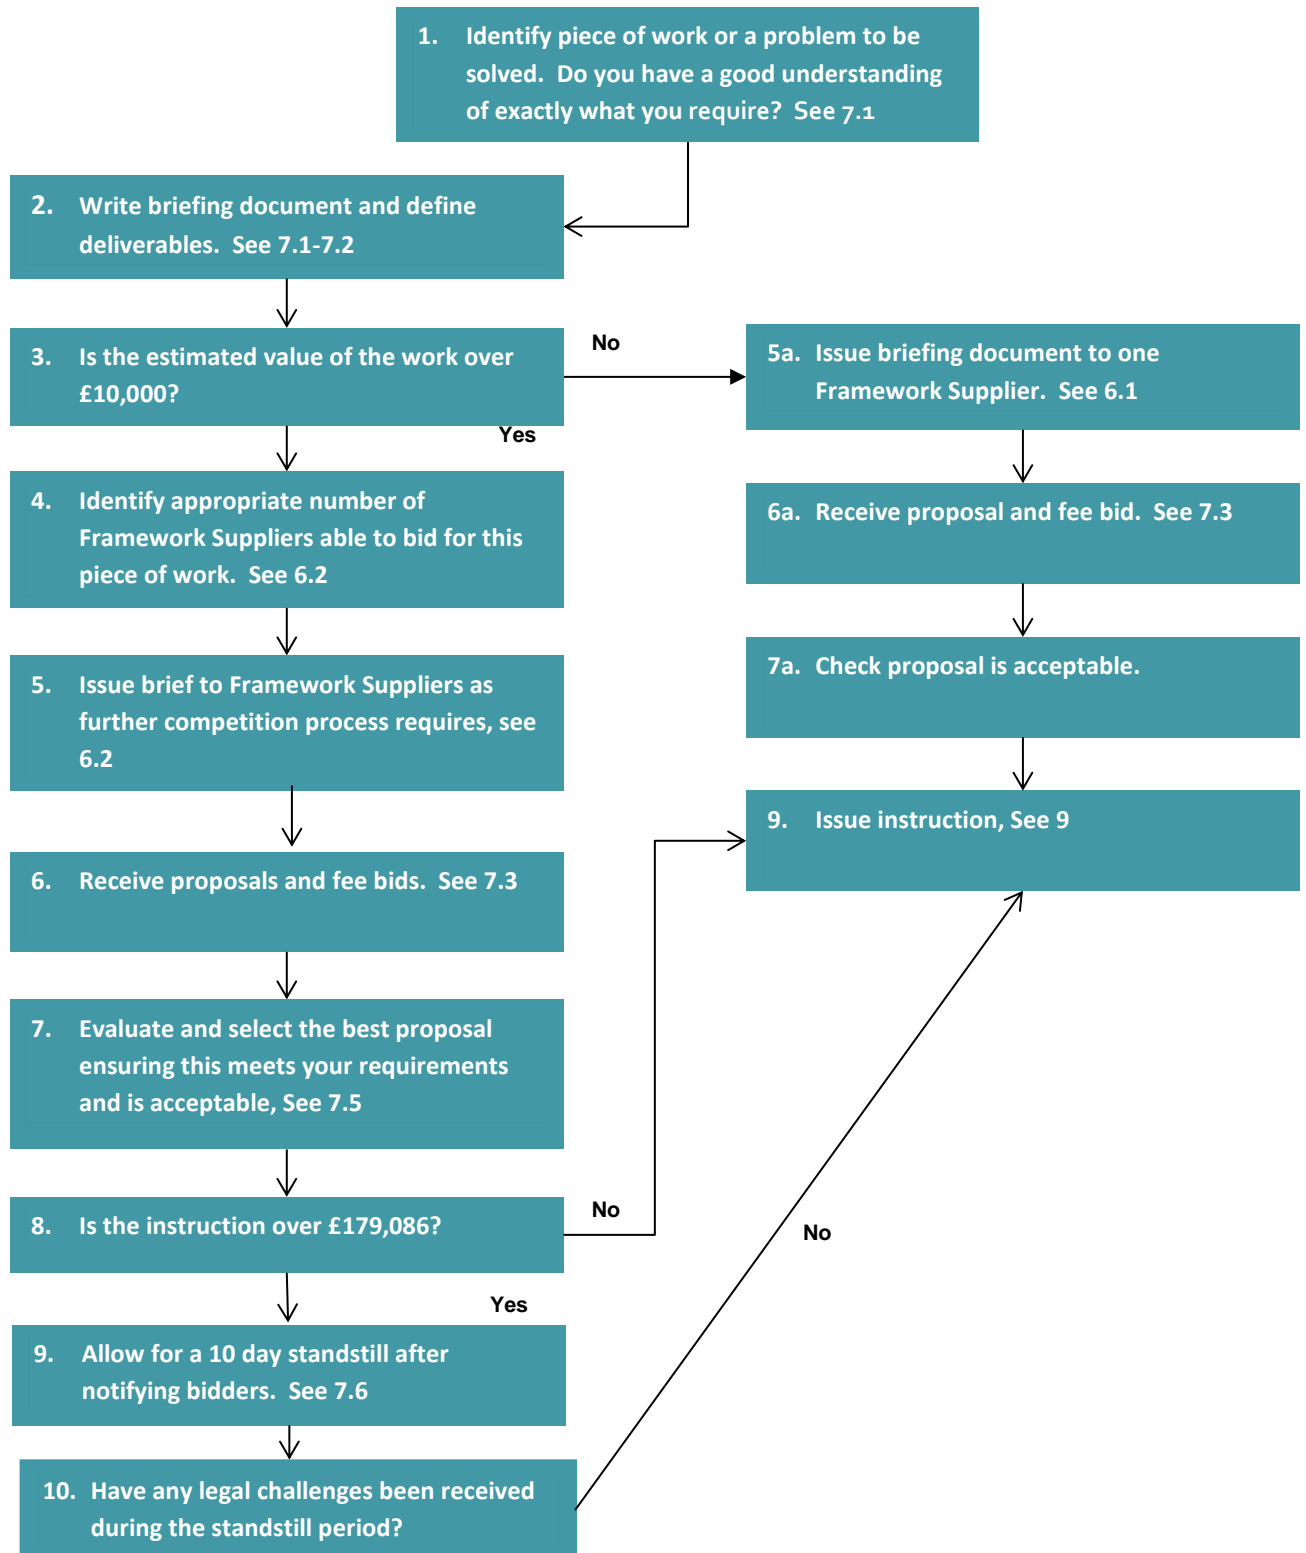 1. Identify piece of work or a problem to be
solved. Do you have a good understanding
of exactly what you require? See 7.1
2. Write briefing document and define
deliverables. See 7.1-7.2
3. Is the estimated value of the work over
£10,000?
No
Yes
5a. Issue briefing document to one
Framework Supplier. See 6.1
4. Identify appropriate number of
Framework Suppliers able to bid for this
piece of work. See 6.2
6a. Receive proposal and fee bid. See 7.3
5. Issue brief to Framework Suppliers as
further competition process requires, see
6.2
7a. Check proposal is acceptable.
9. Issue instruction, See 9
6. Receive proposals and fee bids. See 7.3
7. Evaluate and select the best proposal
ensuring this meets your requirements
and is acceptable, See 7.5
8. Is the instruction over £179,086?
No
No
Yes
9. Allow for a 10 day standstill after
notifying bidders. See 7.6
10. Have any legal challenges been received
during the standstill period?